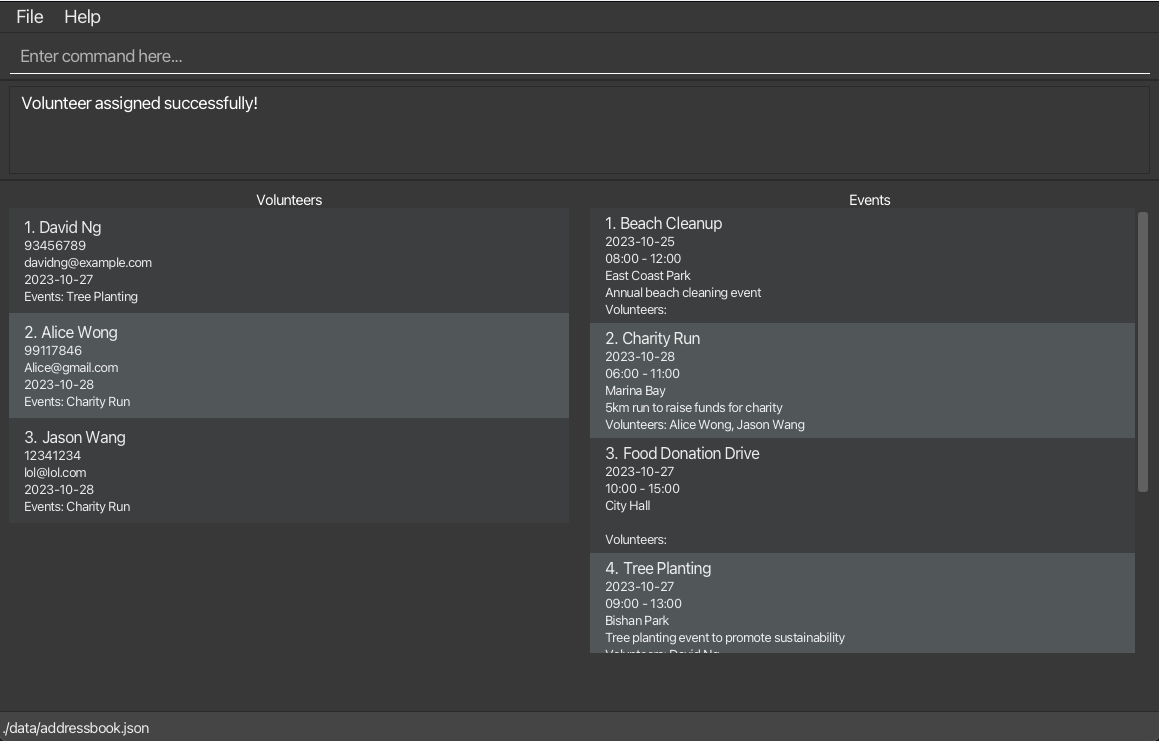 File Help
Enter command here...
Volunteer assigned successfully!
Volunteers
1. David Ng
93456789
davidng@example.com
2023-10-27
Events: Tree Planting
2. Alice Wong
99117846
Alice@gmail.com
2023-10-28
Events: Charity Run
3. Jason Wang
12341234
lol@lol.com
2023-10-28
Events: Charity Run
Events
1. Beach Cleanup
2023-10-25
08:00 - 12:00
East Coast Park
Annual beach cleaning event
Volunteers:
2. Charity Run
2023-10-28
06:00 - 11:00
Marina Bay
5km run to raise funds for charity
Volunteers: Alice Wong, Jason Wang
3. Food Donation Drive
2023-10-27
10:00 - 15:00
City Hall
Volunteers:
4. Tree Planting
2023-10-27
09:00 - 13:00
Bishan Park
Tree planting event to promote sustainability
Volunteers: David Ng
./data/addressbook.json